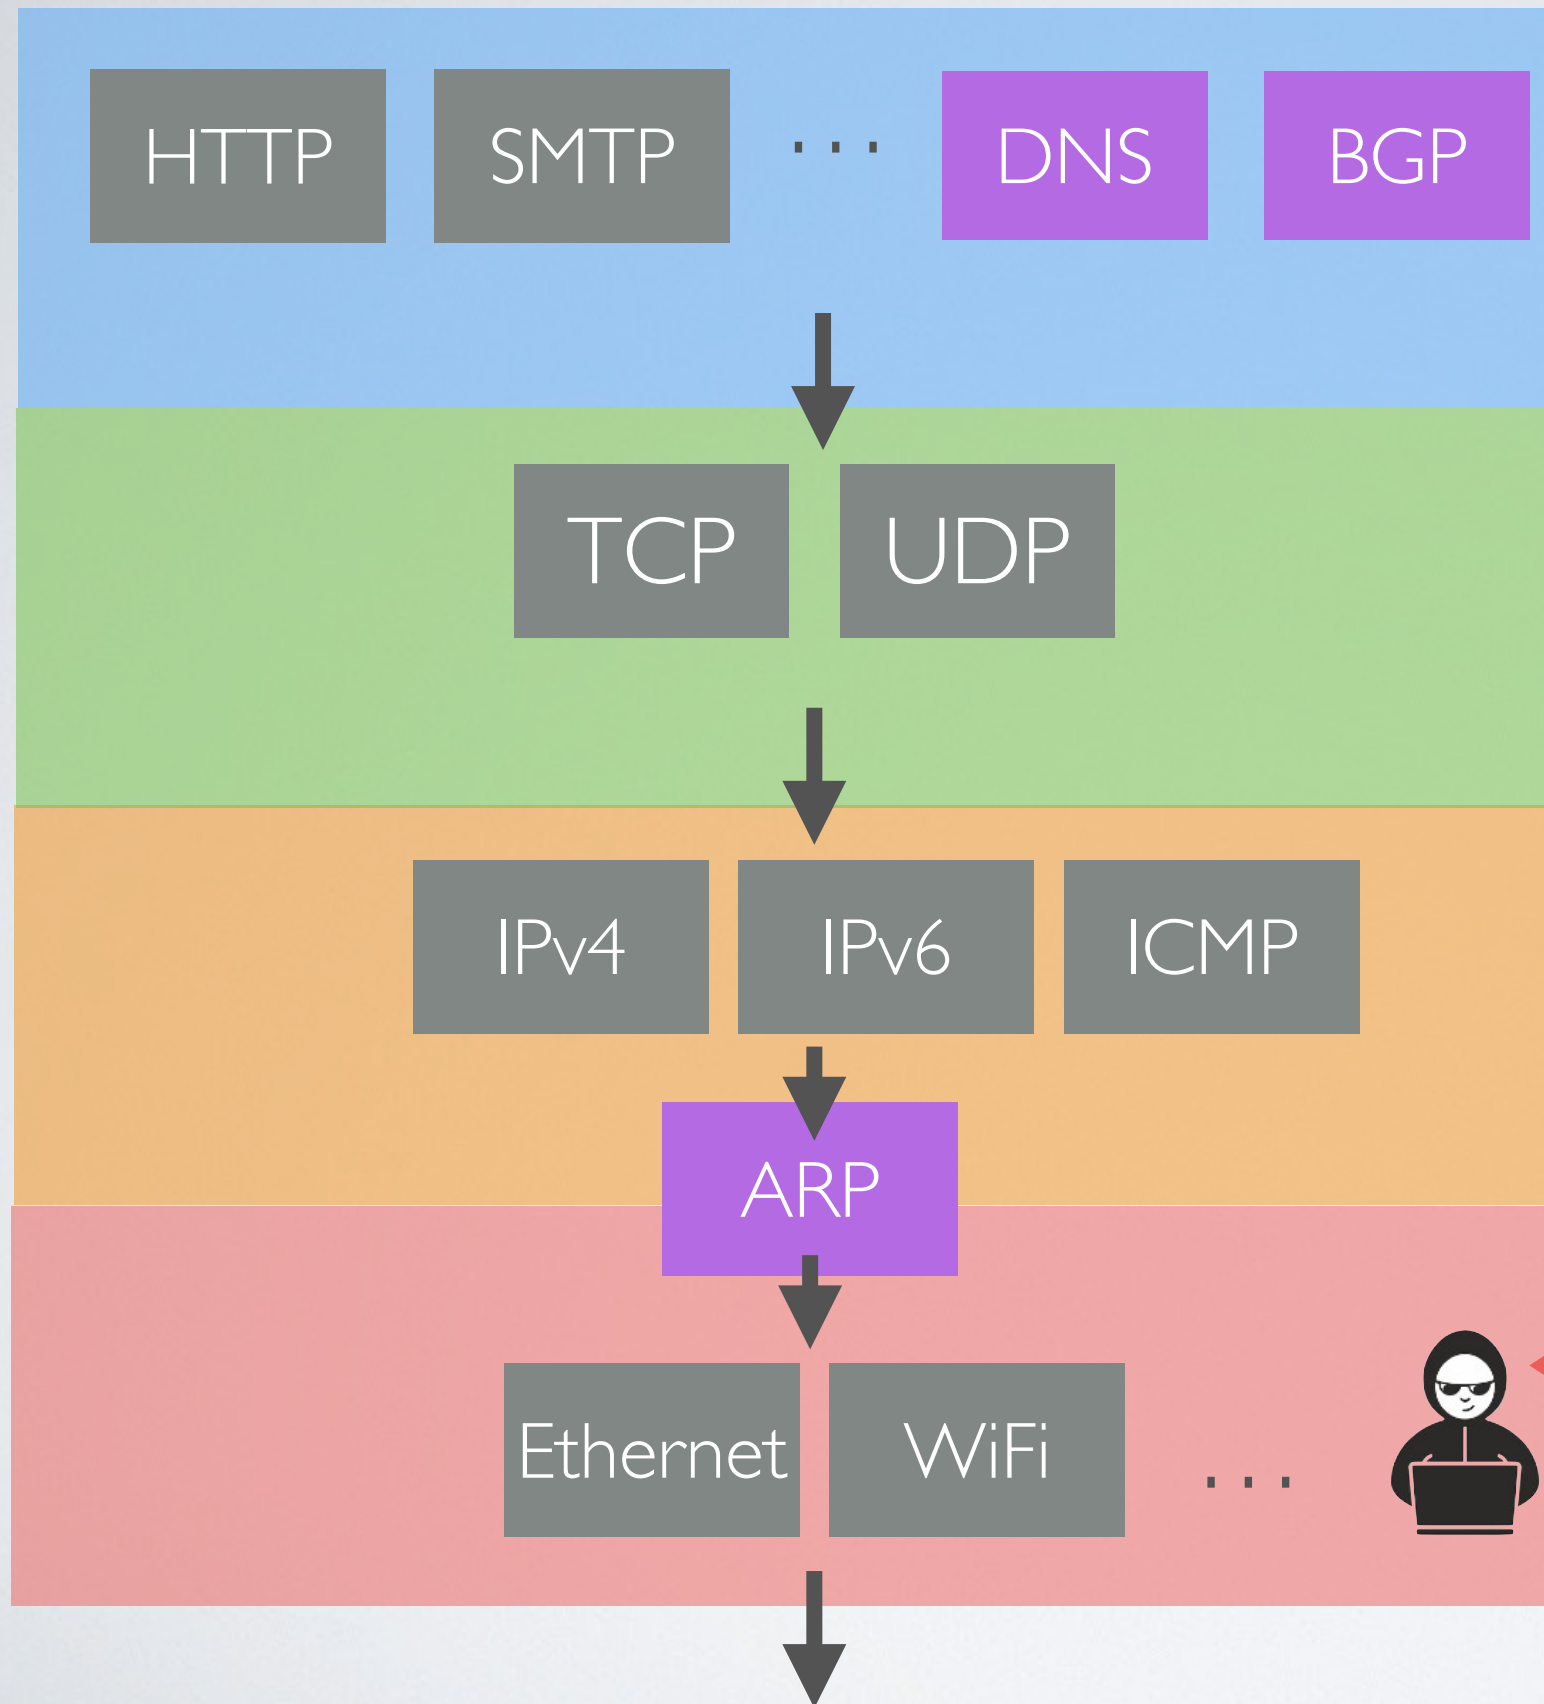 HTTP SMTP ... DNS BGP
TCP UDP
IPv4 IPv6 ICMP
ARP
Ethernet WiFi ...